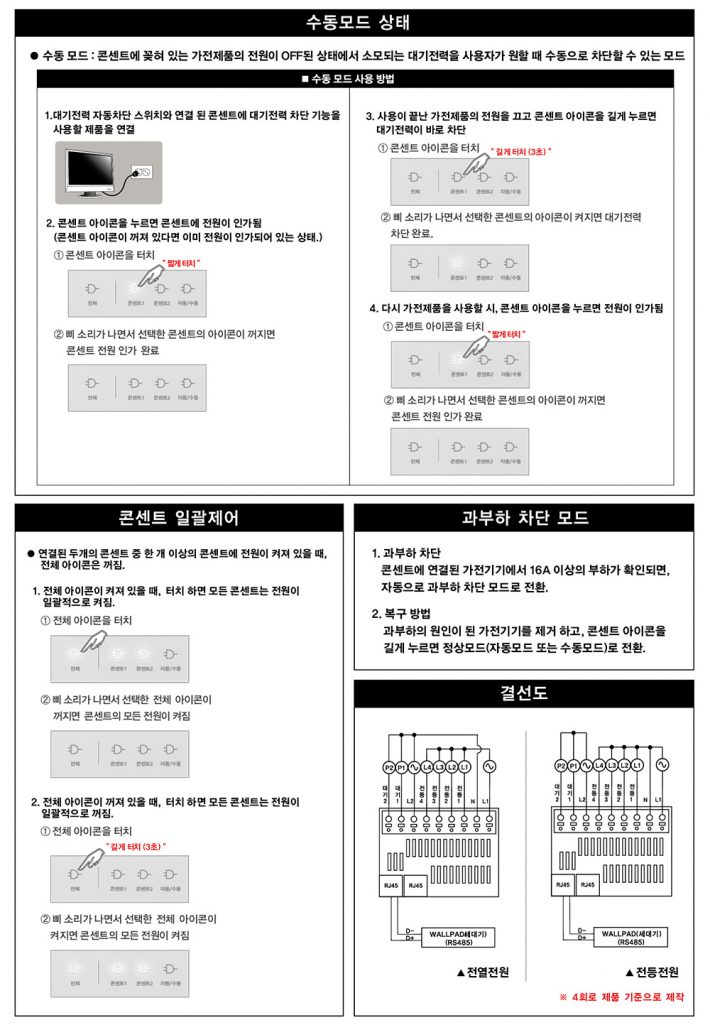 수동모드 상태
● 수동 모드 : 콘센트에 꽂혀 있는 가전제품의 전원이 OFF된 상태에서 소모되는 대기전력을 사용자가 원할 때 수동으로 차단할 수 있는 모드
■ 수동 모드 사용 방법
1.대기전력 자동차단 스위치와 연결 된 콘센트에 대기전력 차단 기능을
사용할 제품을 연결
2. 콘센트 아이콘을 누르면 콘센트에 전원이 인가됨
(콘센트 아이콘이 꺼져 있다면 이미 전원이 인가되어 있는 상태.)
① 콘센트 아이콘을 터치
" 짧게 터치 "
전체 콘센트1 콘센트2 자동/수동
② 삐 소리가 나면서 선택한 콘센트의 아이콘이 꺼지면
콘센트 전원 인가 완료
전체 콘센트1 콘센트2 자동/수동
3. 사용이 끝난 가전제품의 전원을 끄고 콘센트 아이콘을 길게 누르면
대기전력이 바로 차단
① 콘센트 아이콘을 터치
" 길게 터치 (3초) "
전체 콘센트1 콘센트2 자동/수동
② 삐 소리가 나면서 선택한 콘센트의 아이콘이 켜지면 대기전력
차단 완료.
전체 콘센트1 콘센트2 자동/수동
4. 다시 가전제품을 사용할 시, 콘센트 아이콘을 누르면 전원이 인가됨
① 콘센트 아이콘을 터치
" 짧게 터치 "
전체 콘센트1 콘센트2 자동/수동
② 삐 소리가 나면서 선택한 콘센트의 아이콘이 꺼지면
콘센트 전원 인가 완료
전체 콘센트1 콘센트2 자동/수동
콘센트 일괄제어
● 연결된 두개의 콘센트 중 한 개 이상의 콘센트에 전원이 켜져 있을 때,
전체 아이콘은 꺼짐.
1. 전체 아이콘이 켜져 있을 때, 터치 하면 모든 콘센트는 전원이
일괄적으로 켜짐.
① 전체 아이콘을 터치
전체 콘센트1 콘센트2 자동/수동
② 삐 소리가 나면서 선택한 전체 아이콘이
꺼지면 콘센트의 모든 전원이 켜짐
전체 콘센트1 콘센트2 자동/수동
2. 전체 아이콘이 꺼져 있을 때, 터치 하면 모든 콘센트는 전원이
일괄적으로 꺼짐.
① 전체 아이콘을 터치
" 길게 터치 (3초) "
전체 콘센트1 콘센트2 자동/수동
② 삐 소리가 나면서 선택한 전체 아이콘이
켜지면 콘센트의 모든 전원이 켜짐
전체 콘센트1 콘센트2 자동/수동
과부하 차단 모드
1. 과부하 차단
콘센트에 연결된 가전기기에서 16A 이상의 부하가 확인되면,
자동으로 과부하 차단 모드로 전환.
2. 복구 방법
과부하의 원인이 된 가전기기를 제거 하고, 콘센트 아이콘을
길게 누르면 정상모드(자동모드 또는 수동모드)로 전환.
결선도
P2 P1 L4 L3 L2 L1
대기2 대기1 L2 전등4 전등3 전등2 전등1 N L1
RJ45 RJ45
D-
D+
WALLPAD(세대기)
(RS485)
▲ 전열전원
P2 P1 L4 L3 L2 L1
대기2 대기1 L2 전등4 전등3 전등2 전등1 N L1
RJ45 RJ45
D-
D+
WALLPAD(세대기)
(RS485)
▲ 전등전원
※ 4회로 제품 기준으로 제작